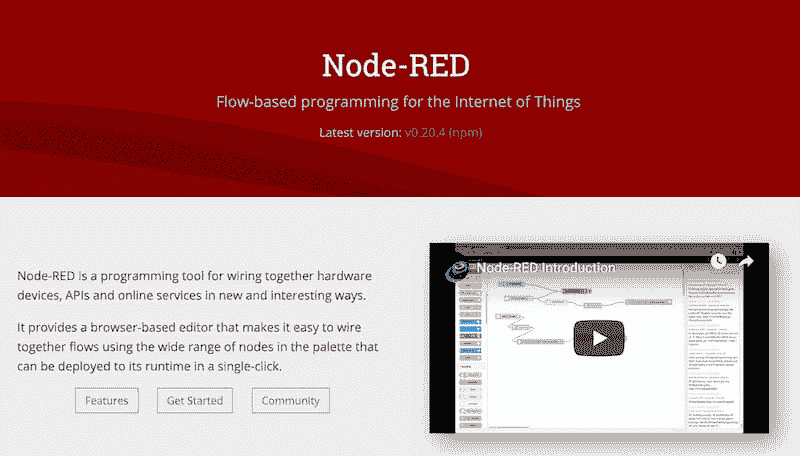 Node-RED
Flow-based programming for the Internet of Things
Latest version: v0.20.4 (npm)
Node-RED is a programming tool for wiring together hardware
devices, APIs and online services in new and interesting ways.
It provides a browser-based editor that makes it easy to wire
together flows using the wide range of nodes in the palette that
can be deployed to its runtime in a single-click.
Features
Get Started
Community
Node-RED Introduction